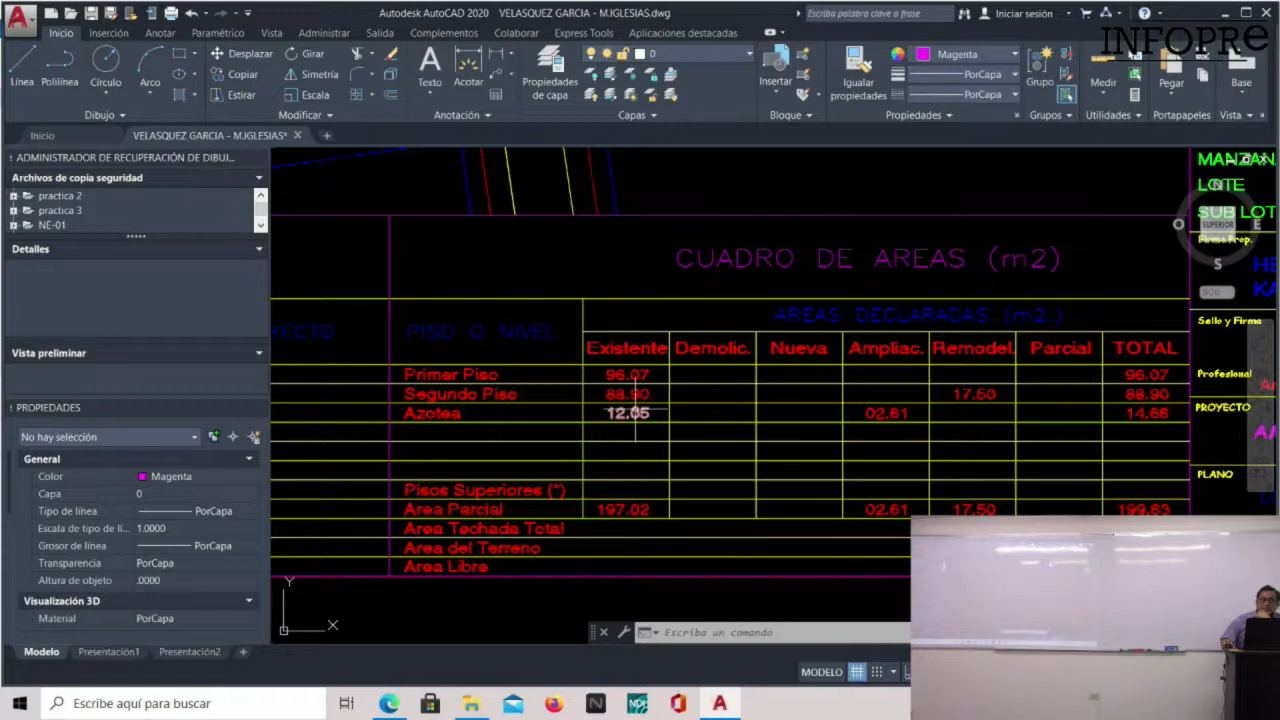 Autodesk AutoCAD 2020 VELASQUEZ GARCIA - M.IGLESIAS.dwg
Escriba palabra clave o frase
Iniciar sesión
INFOPRe
Inicio Inserción Anotar Paramétrico Vista Administrar Salida Complementos Colaborar Express Tools Aplicaciones destacadas
Línea Polilínea Círculo Arco
Desplazar Girar
Copiar Simetría
Estirar Escala
Texto Acotar
Propiedades de capa
0
Insertar
Igualar propiedades
Magenta
PorCapa
PorCapa
Grupo
Medir
Pegar
Base
Dibujo Modificar Anotación Capas Bloque Propiedades Grupos Utilidades Portapapeles Vista
Inicio VELASQUEZ GARCIA - M.IGLESIAS*
ADMINISTRADOR DE RECUPERACIÓN DE DIBUJ...
Archivos de copia seguridad
practica 2
practica 3
NE-01
Detalles
Vista preliminar
PROPIEDADES
No hay selección
General
Color Magenta
Capa 0
Tipo de línea PorCapa
Escala de tipo de lí... 1.0000
Grosor de línea PorCapa
Transparencia PorCapa
Altura de objeto .0000
Visualización 3D
Material PorCapa
CUADRO DE AREAS (m2)
YECTO PISO O NIVEL AREAS DECLARADAS (m2 )
Existente Demolic. Nueva Ampliac. Remodel. Parcial TOTAL
Primer Piso 96.07 96.07
Segundo Piso 88.90 17.50 88.90
Azotea 12.05 02.61 14.66
Pisos Superiores (*)
Area Parcial 197.02 02.61 17.50 199.63
Area Techada Total
Area del Terreno
Area Libre
MANZAN
LOTE
SUB LOT
Firma Prop.
HE
KA
Sello y Firma
Profesional
PROYECTO
PLANO
N
SUPERIOR
O E
S
SCG
Y
X
Escriba un comando
Modelo Presentación1 Presentación2
MODELO
Escribe aquí para buscar